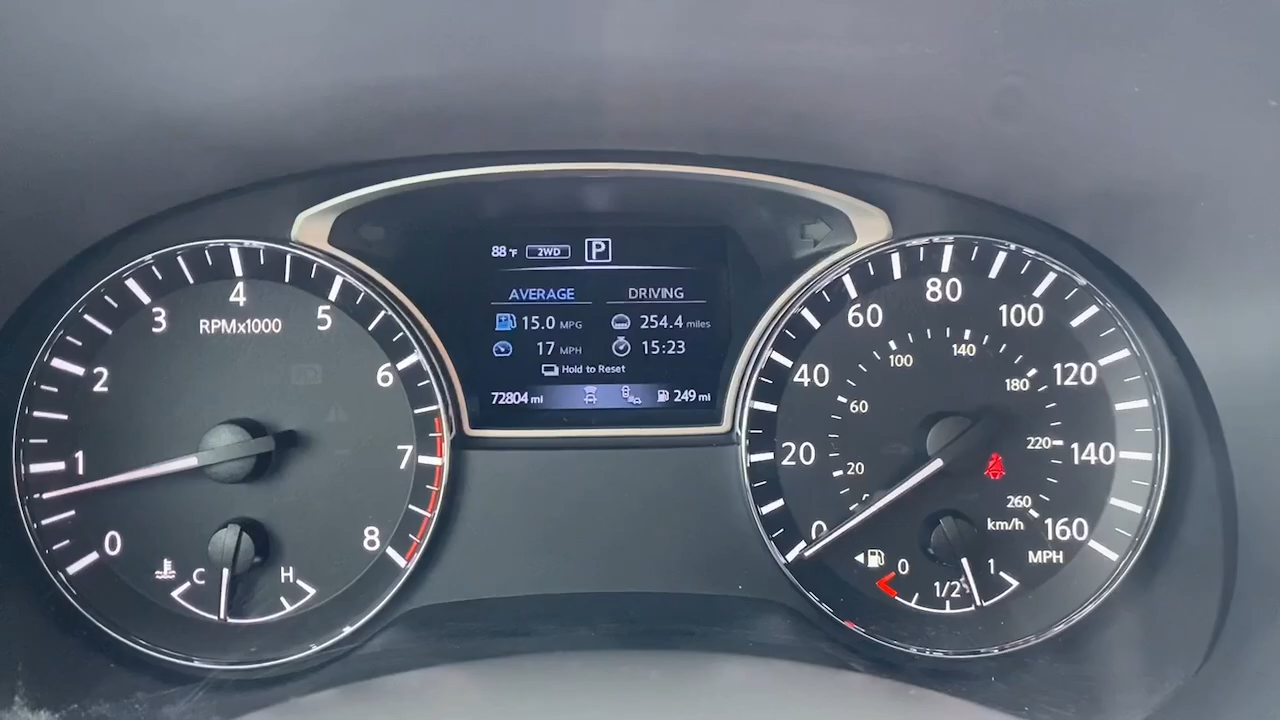 88°F 2WD P
AVERAGE DRIVING
15.0 MPG 254.4 miles
17 MPH 15:23
Hold to Reset
72804 mi 249 mi
0
1
2
3
4
5
6
7
8
RPMx1000
C H
0
20
40
60
80
100
120
140
160
MPH
20
60
100
140
180
220
260
km/h
0 1/2 1